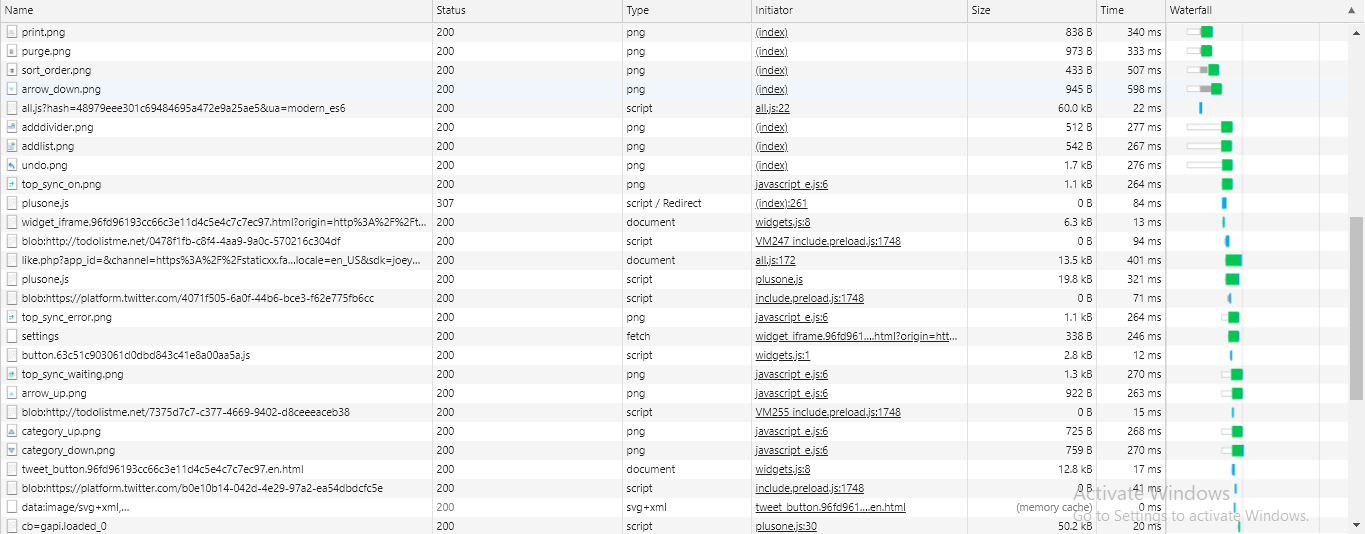 Name Status Type Initiator Size Time Waterfall
print.png 200 png (index) 838 B 340 ms
purge.png 200 png (index) 973 B 333 ms
sort_order.png 200 png (index) 433 B 507 ms
arrow_down.png 200 png (index) 945 B 598 ms
all.js?hash=48979eee301c69484695a472e9a25ae5&ua=modern_es6 200 script all.js:22 60.0 kB 22 ms
adddivider.png 200 png (index) 512 B 277 ms
addlist.png 200 png (index) 542 B 267 ms
undo.png 200 png (index) 1.7 kB 276 ms
top_sync_on.png 200 png javascript_e.js:6 1.1 kB 264 ms
plusone.js 307 script / Redirect (index):261 0 B 84 ms
widget_iframe.96fd96193cc66c3e11d4c5e4c7c7ec97.html?origin=http%3A%2F%2Ft... 200 document widgets.js:8 6.3 kB 13 ms
blob:http://todolistme.net/0478f1fb-c8f4-4aa9-9a0c-570216c304df 200 script VM247 include.preload.js:1748 0 B 94 ms
like.php?app_id=&channel=https%3A%2F%2Fstaticxx.fa...locale=en_US&sdk=joey... 200 document all.js:172 13.5 kB 401 ms
plusone.js 200 script plusone.js 19.8 kB 321 ms
blob:https://platform.twitter.com/4071f505-6a0f-44b6-bce3-f62e775fb6cc 200 script include.preload.js:1748 0 B 71 ms
top_sync_error.png 200 png javascript_e.js:6 1.1 kB 264 ms
settings 200 fetch widget_iframe.96fd961....html?origin=htt... 338 B 246 ms
button.63c51c903061d0dbd843c41e8a00aa5a.js 200 script widgets.js:1 2.8 kB 12 ms
top_sync_waiting.png 200 png javascript_e.js:6 1.3 kB 270 ms
arrow_up.png 200 png javascript_e.js:6 922 B 263 ms
blob:http://todolistme.net/7375d7c7-c377-4669-9402-d8ceeeaceb38 200 script VM255 include.preload.js:1748 0 B 15 ms
category_up.png 200 png javascript_e.js:6 725 B 268 ms
category_down.png 200 png javascript_e.js:6 759 B 270 ms
tweet_button.96fd96193cc66c3e11d4c5e4c7c7ec97.en.html 200 document widgets.js:8 12.8 kB 17 ms
blob:https://platform.twitter.com/b0e10b14-042d-4e29-97a2-ea54dbdcfc5e 200 script include.preload.js:1748 0 B 41 ms
Activate Windows
data:image/svg+xml,... 200 svg+xml tweet_button.96fd961....en.html (memory cache) 0 ms
Go to Settings to activate Windows.
cb=gapi.loaded_0 200 script plusone.js:30 50.2 kB 20 ms